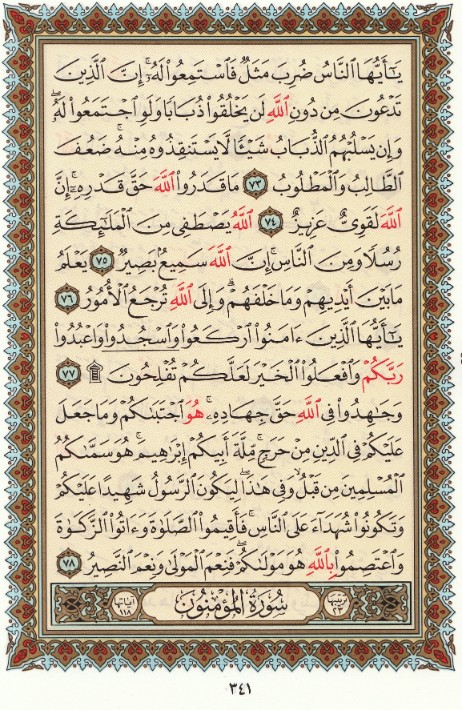 يَـٰٓأَيُّهَا ٱلنَّاسُ ضُرِبَ مَثَلٌ فَٱسْتَمِعُوا۟ لَهُۥٓ ۚ إِنَّ ٱلَّذِينَ
تَدْعُونَ مِن دُونِ ٱللَّهِ لَن يَخْلُقُوا۟ ذُبَابًا وَلَوِ ٱجْتَمَعُوا۟ لَهُۥ ۖ
وَإِن يَسْلُبْهُمُ ٱلذُّبَابُ شَيْـًٔا لَّا يَسْتَنقِذُوهُ مِنْهُ ۚ ضَعُفَ
ٱلطَّالِبُ وَٱلْمَطْلُوبُ ٧٣ مَا قَدَرُوا۟ ٱللَّهَ حَقَّ قَدْرِهِۦٓ ۗ إِنَّ
ٱللَّهَ لَقَوِىٌّ عَزِيزٌ ٧٤ ٱللَّهُ يَصْطَفِى مِنَ ٱلْمَلَـٰٓئِكَةِ
رُسُلًا وَمِنَ ٱلنَّاسِ ۚ إِنَّ ٱللَّهَ سَمِيعٌۢ بَصِيرٌ ٧٥ يَعْلَمُ
مَا بَيْنَ أَيْدِيهِمْ وَمَا خَلْفَهُمْ ۗ وَإِلَى ٱللَّهِ تُرْجَعُ ٱلْأُمُورُ ٧٦
يَـٰٓأَيُّهَا ٱلَّذِينَ ءَامَنُوا۟ ٱرْكَعُوا۟ وَٱسْجُدُوا۟ وَٱعْبُدُوا۟
رَبَّكُمْ وَٱفْعَلُوا۟ ٱلْخَيْرَ لَعَلَّكُمْ تُفْلِحُونَ ۩ ٧٧
وَجَـٰهِدُوا۟ فِى ٱللَّهِ حَقَّ جِهَادِهِۦ ۚ هُوَ ٱجْتَبَىٰكُمْ وَمَا جَعَلَ
عَلَيْكُمْ فِى ٱلدِّينِ مِنْ حَرَجٍ ۚ مِّلَّةَ أَبِيكُمْ إِبْرَٰهِيمَ ۚ هُوَ سَمَّىٰكُمُ
ٱلْمُسْلِمِينَ مِن قَبْلُ وَفِى هَـٰذَا لِيَكُونَ ٱلرَّسُولُ شَهِيدًا عَلَيْكُمْ
وَتَكُونُوا۟ شُهَدَآءَ عَلَى ٱلنَّاسِ ۚ فَأَقِيمُوا۟ ٱلصَّلَوٰةَ وَءَاتُوا۟ ٱلزَّكَوٰةَ
وَٱعْتَصِمُوا۟ بِٱللَّهِ هُوَ مَوْلَىٰكُمْ ۖ فَنِعْمَ ٱلْمَوْلَىٰ وَنِعْمَ ٱلنَّصِيرُ ٧٨
ترتيبها ٢٣ سُورَةُ المُؤْمِنُونَ آياتها ١١٨
٣٤١